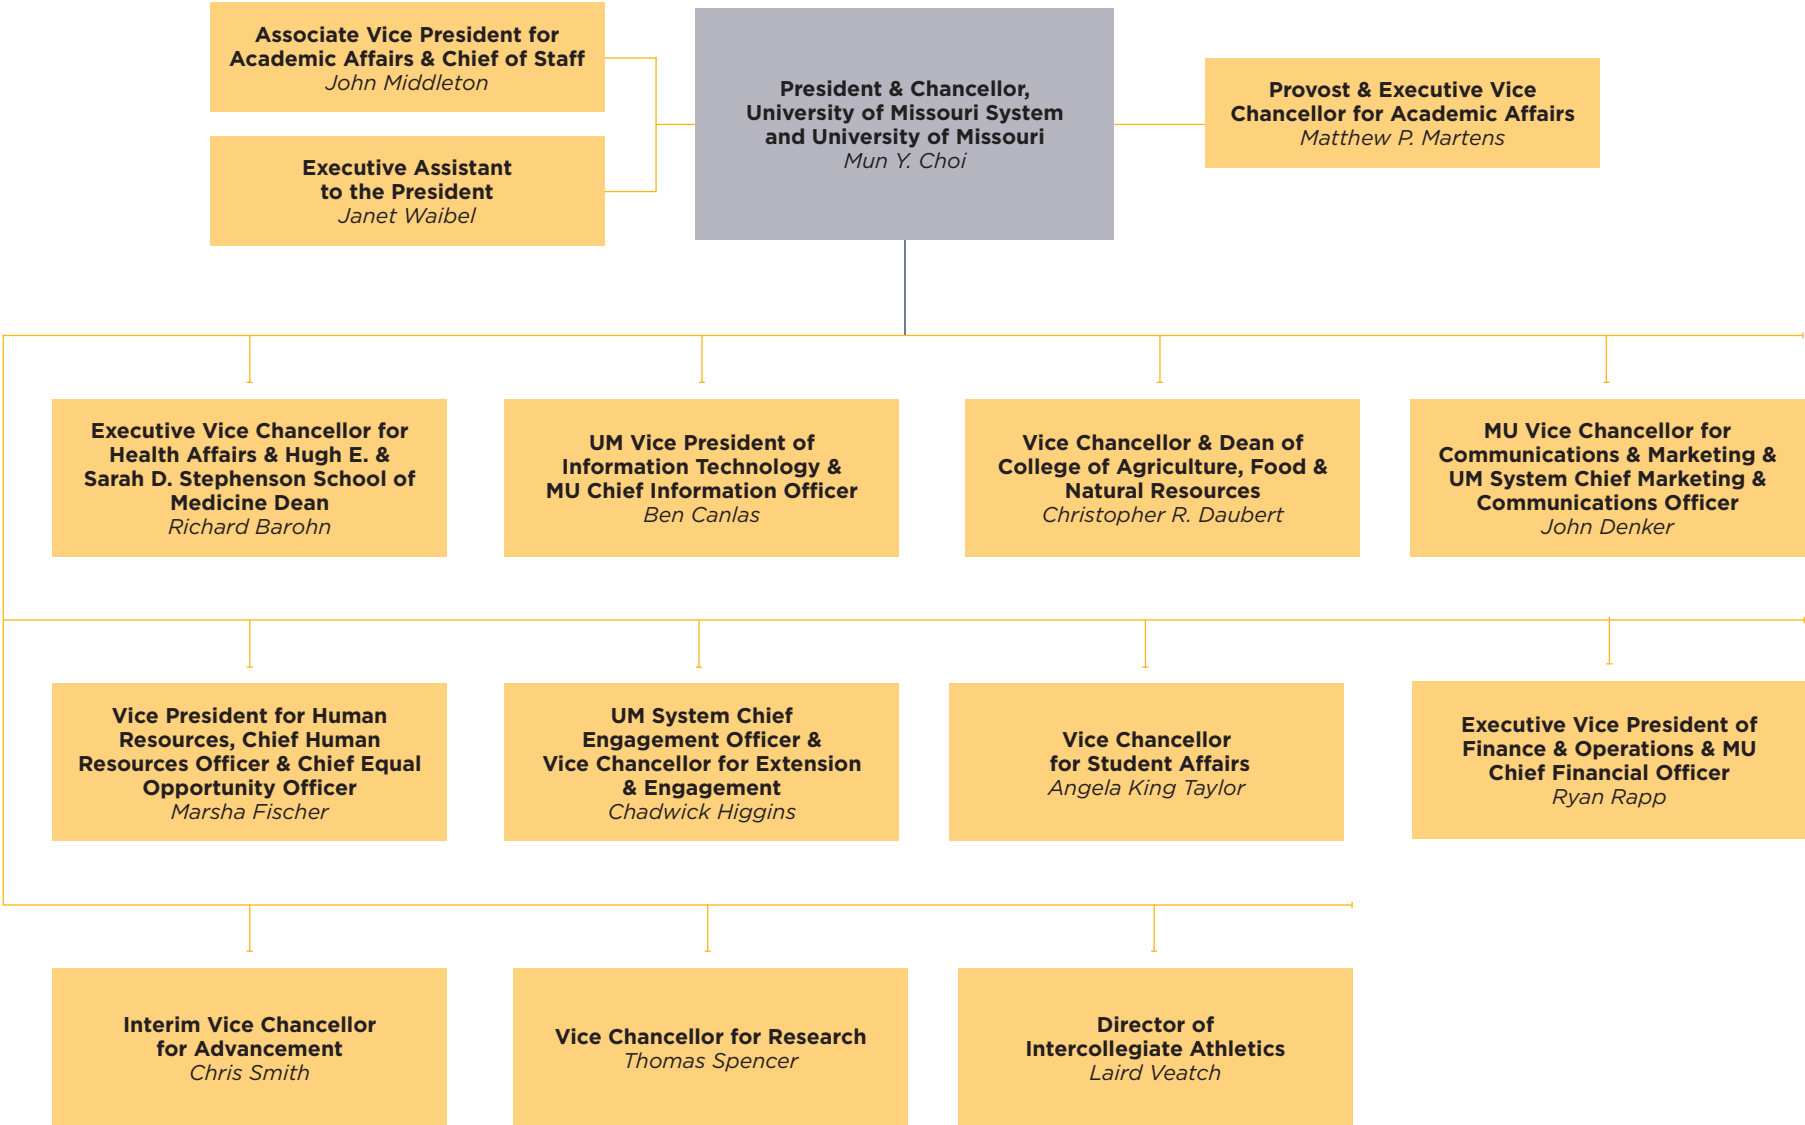 Associate Vice President for
Academic Affairs & Chief of Staff
John Middleton
Executive Assistant
to the President
Janet Waibel
President & Chancellor,
University of Missouri System
and University of Missouri
Mun Y. Choi
Provost & Executive Vice
Chancellor for Academic Affairs
Matthew P. Martens
Executive Vice Chancellor for
Health Affairs & Hugh E. &
Sarah D. Stephenson School of
Medicine Dean
Richard Barohn
UM Vice President of
Information Technology &
MU Chief Information Officer
Ben Canlas
Vice Chancellor & Dean of
College of Agriculture, Food &
Natural Resources
Christopher R. Daubert
MU Vice Chancellor for
Communications & Marketing &
UM System Chief Marketing &
Communications Officer
John Denker
Vice President for Human
Resources, Chief Human
Resources Officer & Chief Equal
Opportunity Officer
Marsha Fischer
UM System Chief
Engagement Officer &
Vice Chancellor for Extension
& Engagement
Chadwick Higgins
Vice Chancellor
for Student Affairs
Angela King Taylor
Executive Vice President of
Finance & Operations & MU
Chief Financial Officer
Ryan Rapp
Interim Vice Chancellor
for Advancement
Chris Smith
Vice Chancellor for Research
Thomas Spencer
Director of
Intercollegiate Athletics
Laird Veatch